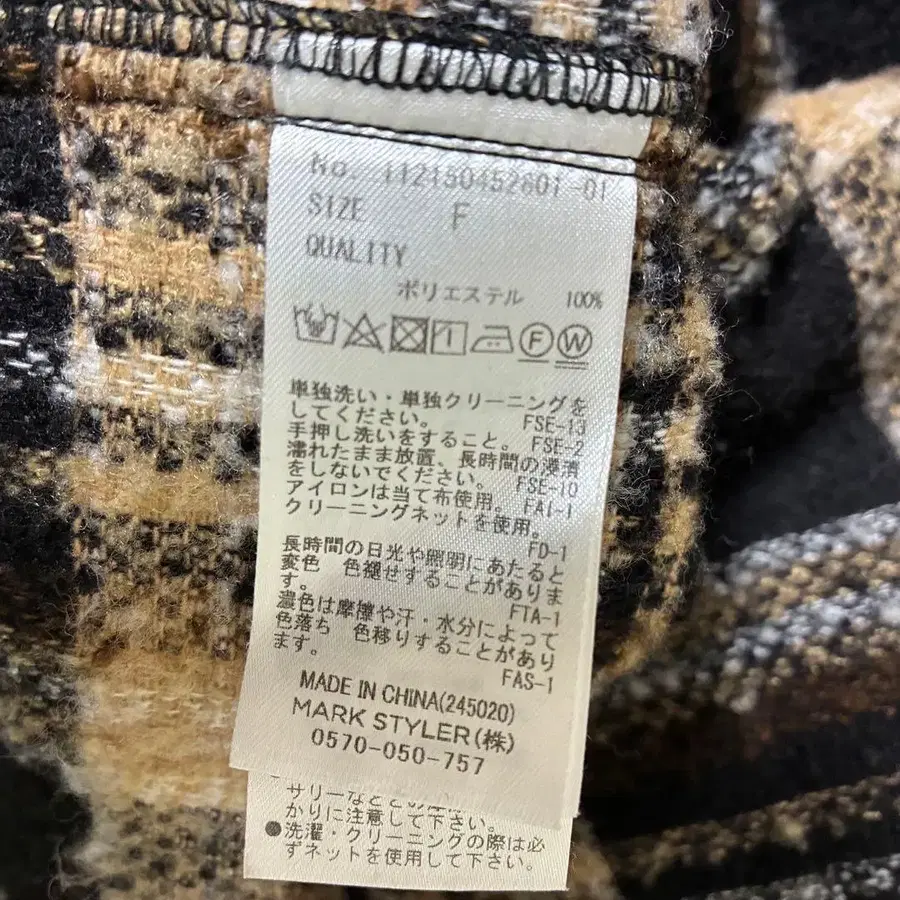 No. 112150452601-01
SIZE F
QUALITY
ポリエステル 100%
F W
単独洗い・単独クリーニングを
してください。 FSE-13
手押し洗いをすること。 FSE-2
濡れたまま放置、長時間の浸漬
をしないでください。 FSE-10
アイロンは当て布使用。 FAI-1
クリーニングネットを使用。
FD-1
長時間の日光や照明にあたると
変色 色褪せすることがありま
す。 FTA-1
濃色は摩擦や汗・水分によって
色落ち 色移りすることがあり
ます。 FAS-1
MADE IN CHINA(245020)
MARK STYLER(株)
0570-050-757
サリーなど
かりに注意して下さい。
●洗濯・クリーニングの際は必
ずネットを使用して下さい。